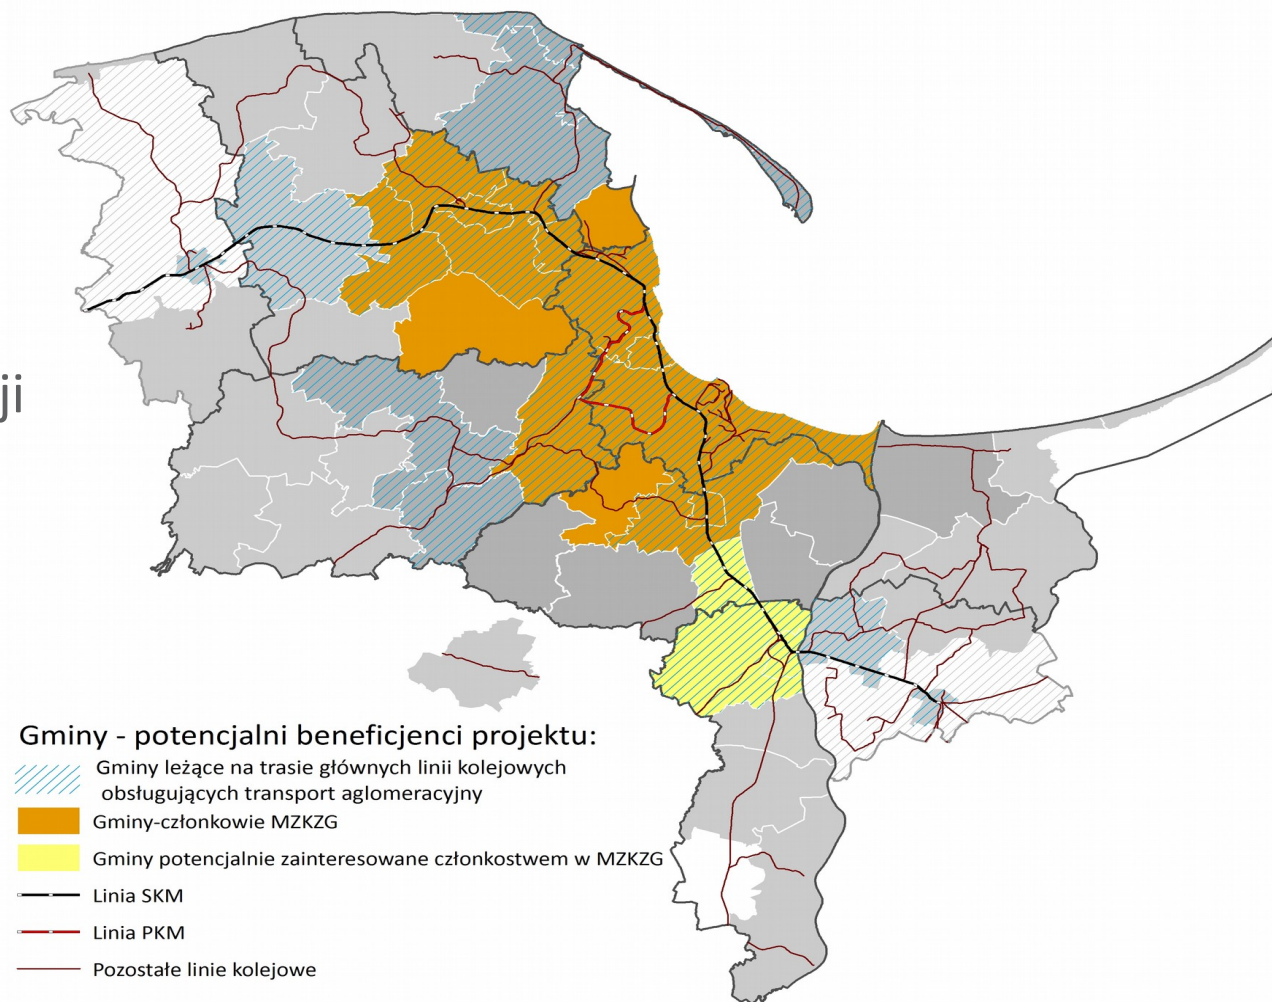 ji
Gminy - potencjalni beneficjenci projektu:
Gminy leżące na trasie głównych linii kolejowych
obsługujących transport aglomeracyjny
Gminy-członkowie MZKZG
Gminy potencjalnie zainteresowane członkostwem w MZKZG
Linia SKM
Linia PKM
Pozostałe linie kolejowe